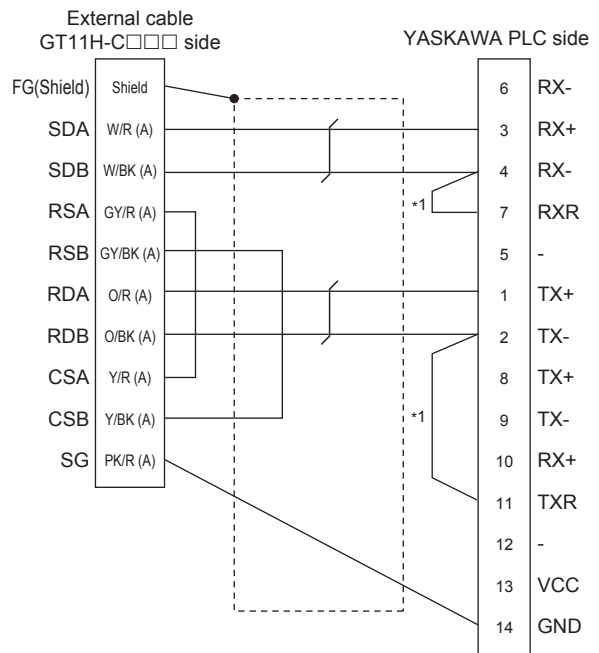 External cable
GT11H-C□□□ side
YASKAWA PLC side
FG(Shield) Shield 6 RX-
SDA W/R (A) 3 RX+
SDB W/BK (A) 4 RX-
RSA GY/R (A) *1 7 RXR
RSB GY/BK (A) 5 -
RDA O/R (A) 1 TX+
RDB O/BK (A) 2 TX-
CSA Y/R (A) 8 TX+
CSB Y/BK (A) *1 9 TX-
SG PK/R (A) 10 RX+
11 TXR
12 -
13 VCC
14 GND